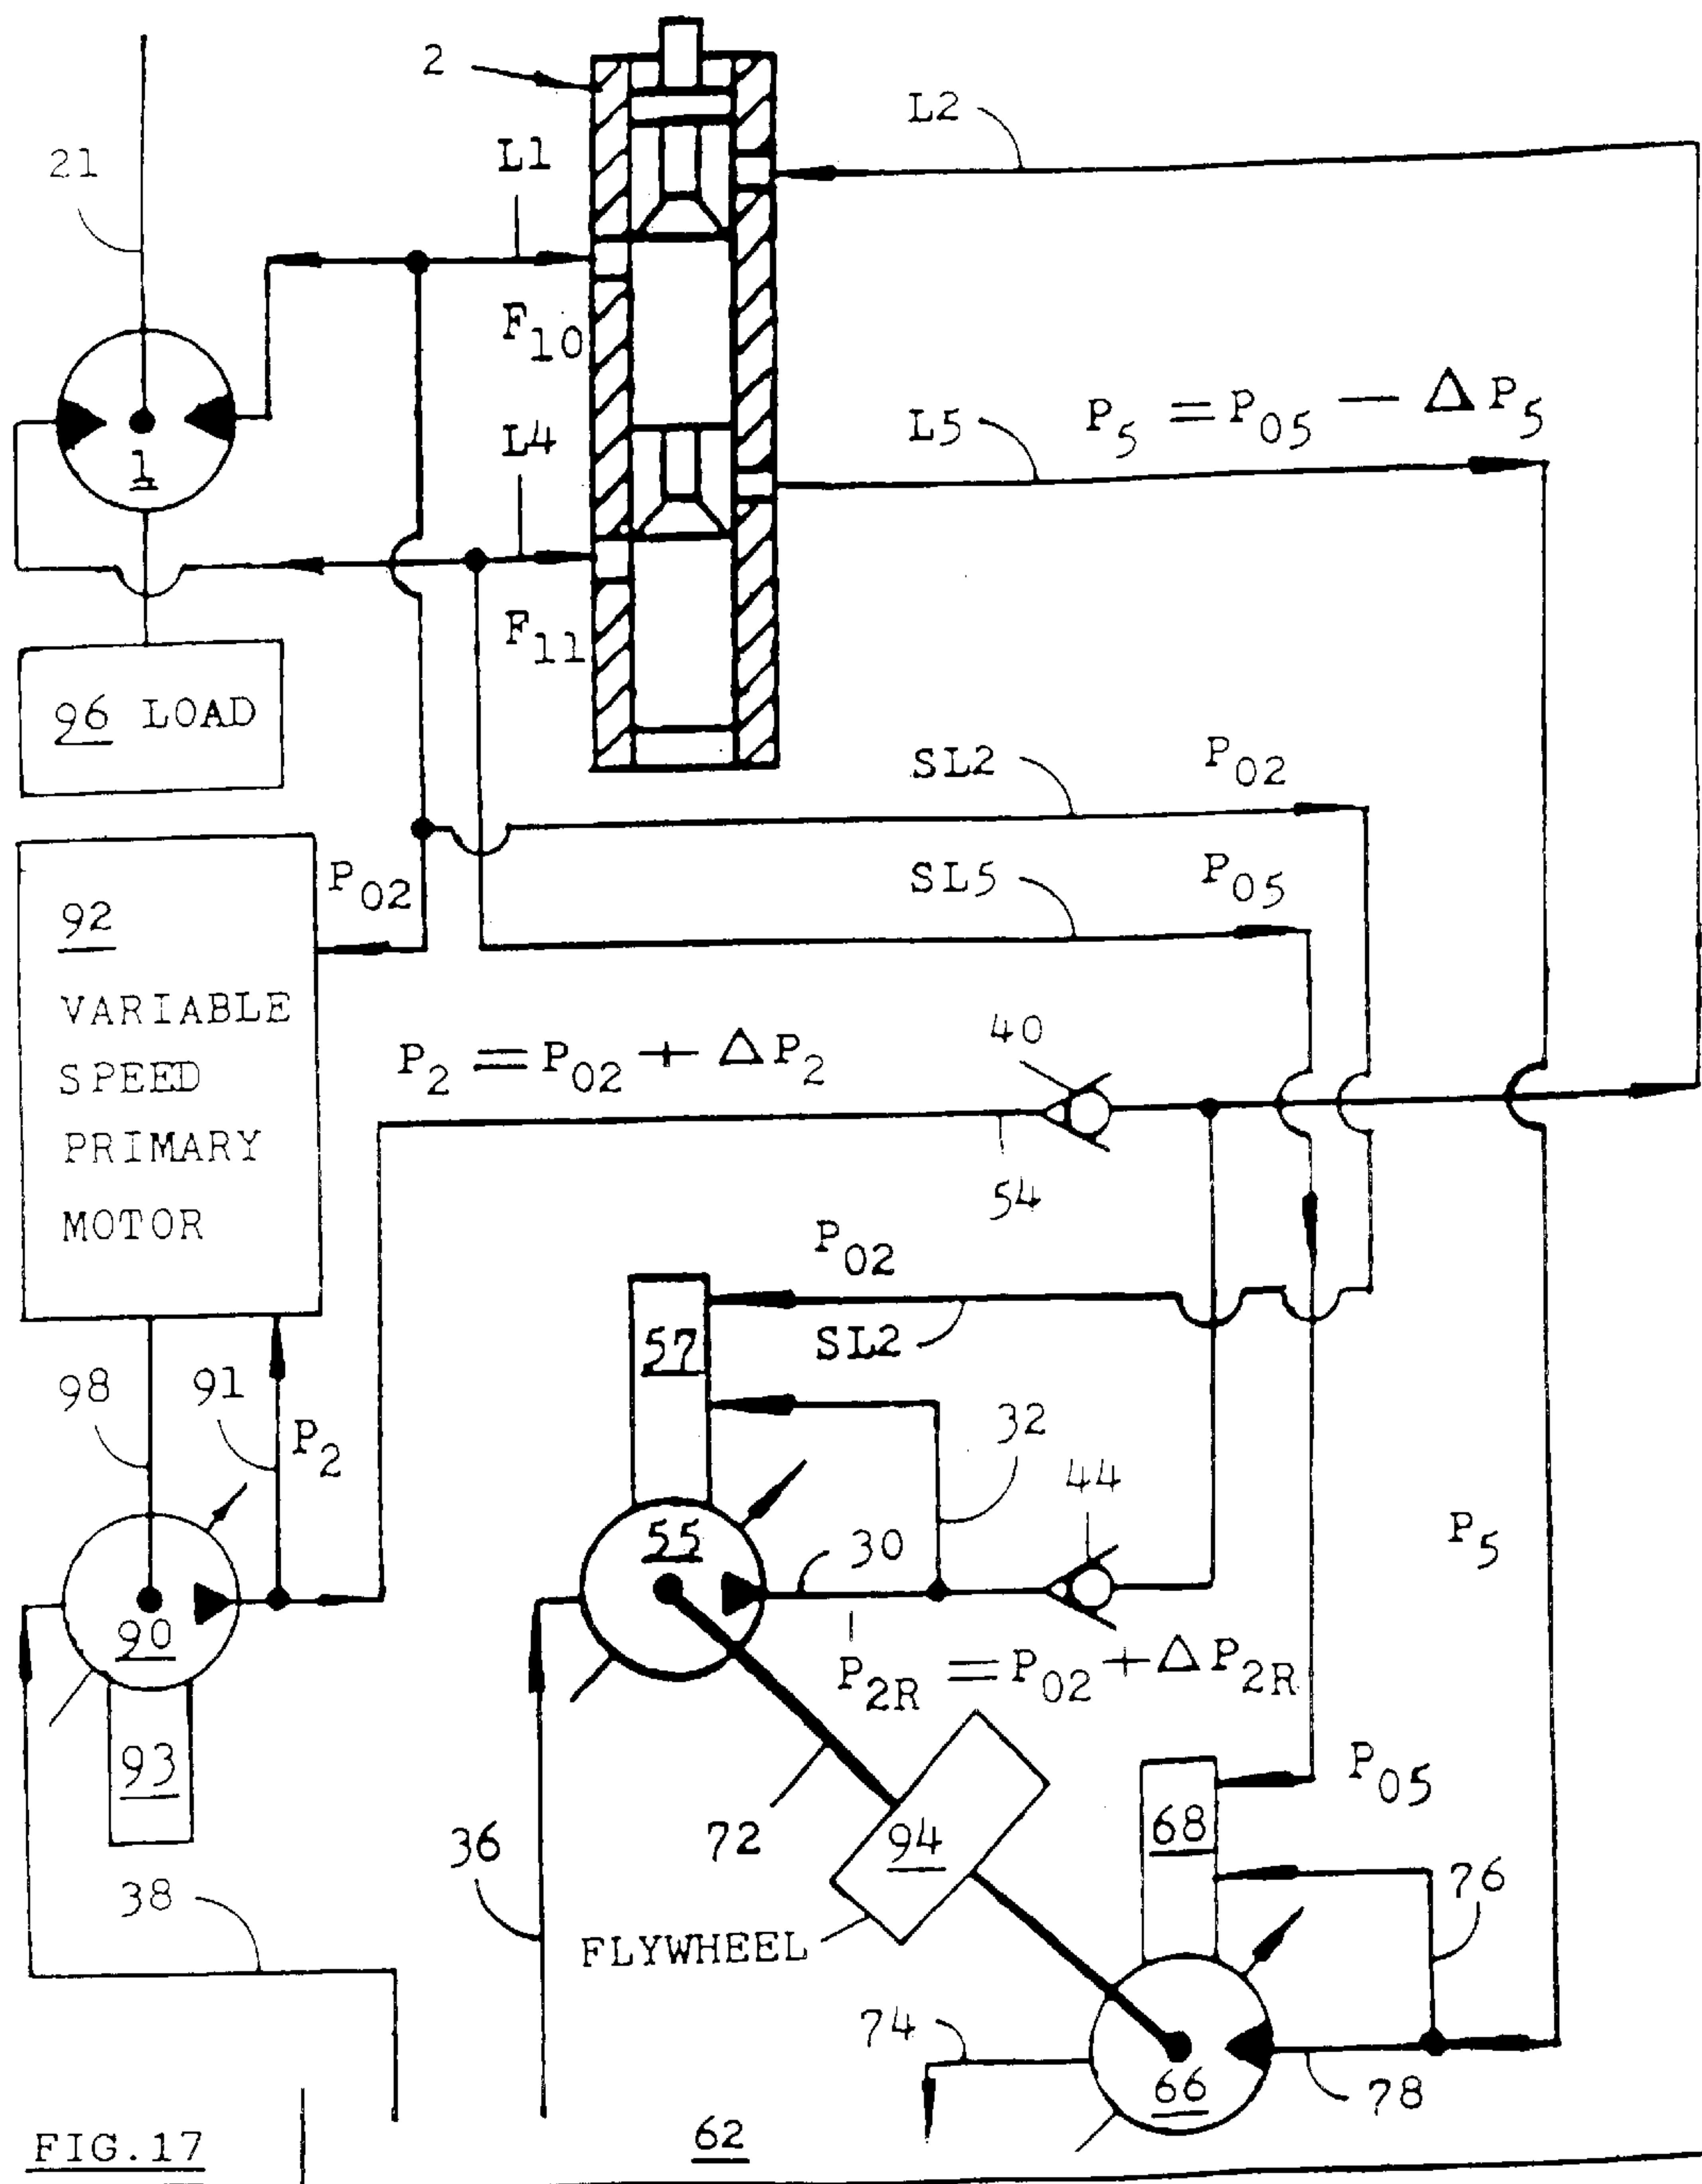 2
L2
21
L1
F10
L5
P5 = P05 − ΔP5
1
L4
F11
96 LOAD
SL2
P02
P02
SL5
P05
92
VARIABLE
SPEED
PRIMARY
MOTOR
40
P2 = P02 + ΔP2
54
P02
57
SL2
98
91
P2
32
44
55
30
P5
90
P2R = P02 + ΔP2R
93
72
P05
36
94
68
76
38
FLYWHEEL
74
66
78
FIG.17
62